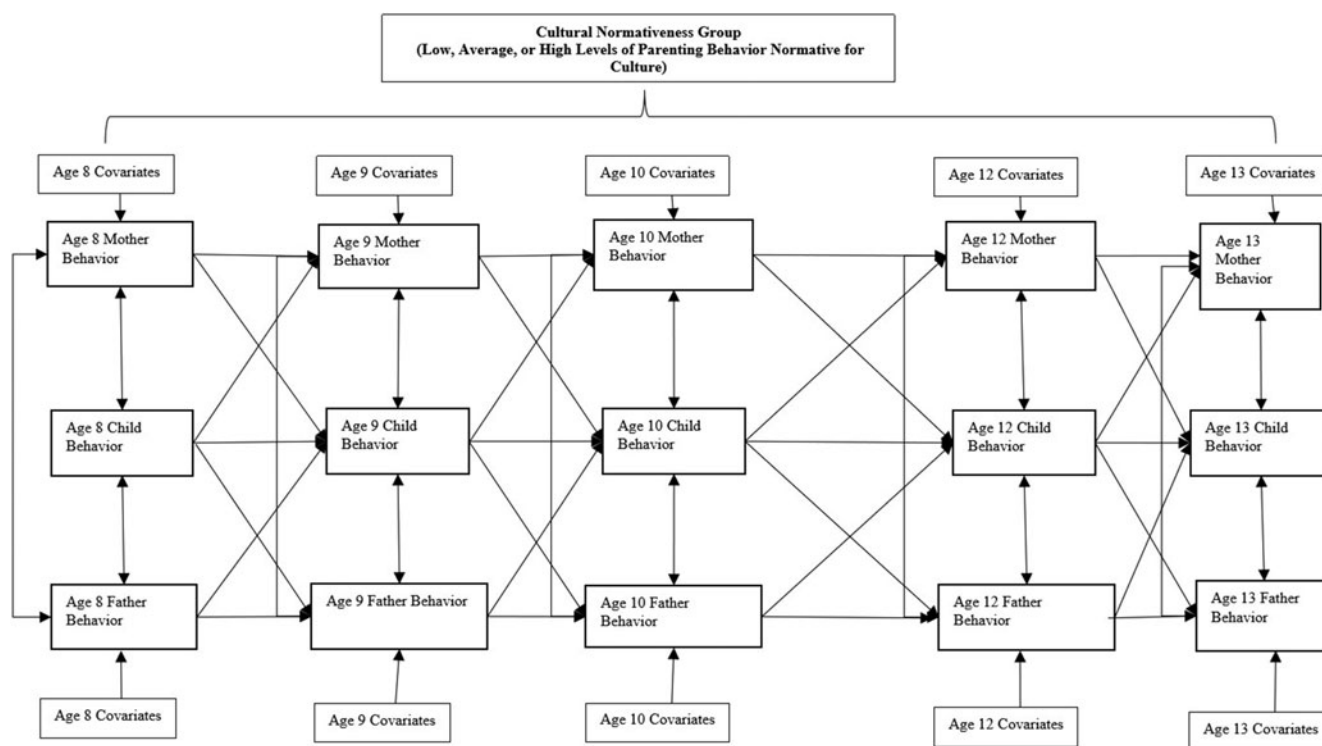 Cultural Normativeness Group
(Low, Average, or High Levels of Parenting Behavior Normative for
Culture)
Age 8 Covariates
Age 9 Covariates
Age 10 Covariates
Age 12 Covariates
Age 13 Covariates
Age 8 Mother
Behavior
Age 9 Mother
Behavior
Age 10 Mother
Behavior
Age 12 Mother
Behavior
Age 13
Mother
Behavior
Age 8 Child
Behavior
Age 9 Child
Behavior
Age 10 Child
Behavior
Age 12 Child
Behavior
Age 13 Child
Behavior
Age 8 Father
Behavior
Age 9 Father Behavior
Age 10 Father
Behavior
Age 12 Father
Behavior
Age 13 Father
Behavior
Age 8 Covariates
Age 9 Covariates
Age 10 Covariates
Age 12 Covariates
Age 13 Covariates